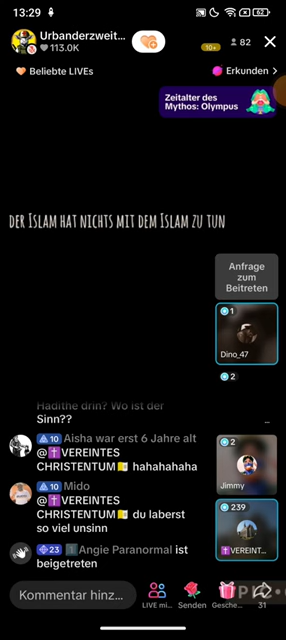 13:29
62
Urbanderzweit...
113.0K
10+
82
Beliebte LIVEs
Erkunden >
Zeitalter des
Mythos: Olympus
DER ISLAM HAT NICHTS MIT DEM ISLAM ZU TUN
Anfrage
zum
Beitreten
1
Dino_47
2
Hadithe drin? Wo ist der
Sinn??
10 Aisha war erst 6 Jahre alt
@✝️VEREINTES
CHRISTENTUM🇻🇦 hahahahaha
2
Jimmy
10 Mido
@✝️VEREINTES
CHRISTENTUM🇻🇦 du laberst
so viel unsinn
239
✝️VEREINT...
23 Angie Paranormal ist
beigetreten
Kommentar hinz...
LIVE mi...
Senden
Gesche...
31